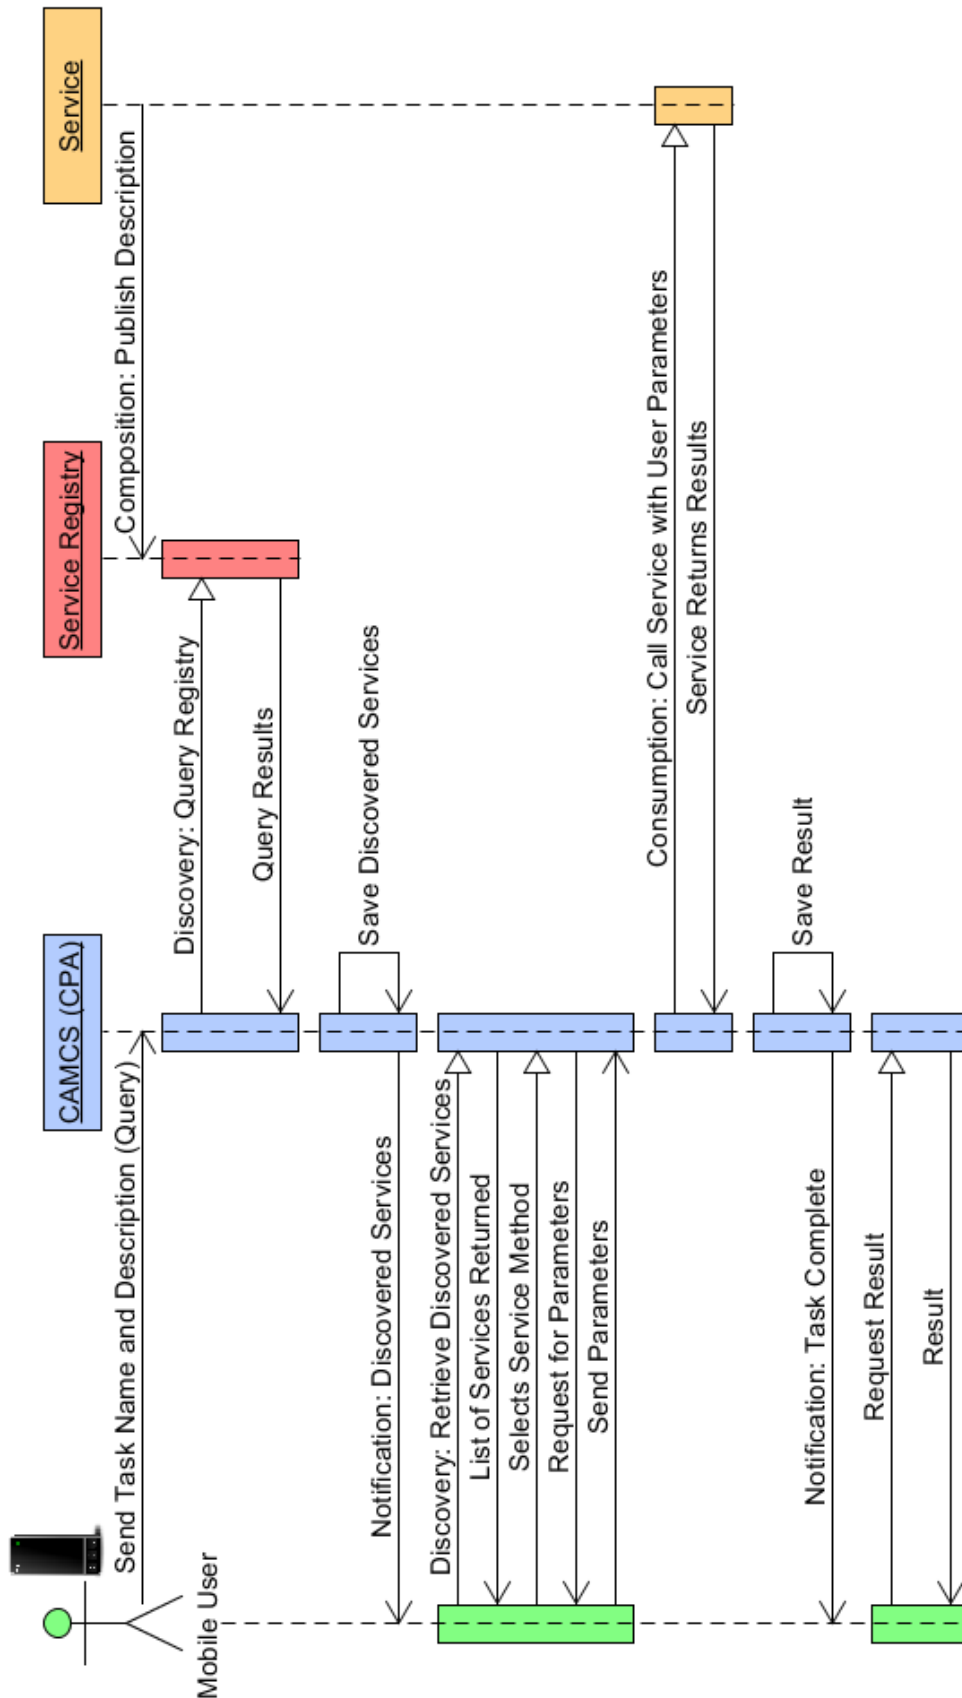 Mobile User
CAMCS (CPA)
Service Registry
Service
Send Task Name and Description (Query)
Composition: Publish Description
Discovery: Query Registry
Query Results
Save Discovered Services
Notification: Discovered Services
Discovery: Retrieve Discovered Services
List of Services Returned
Selects Service Method
Request for Parameters
Send Parameters
Consumption: Call Service with User Parameters
Service Returns Results
Save Result
Notification: Task Complete
Request Result
Result